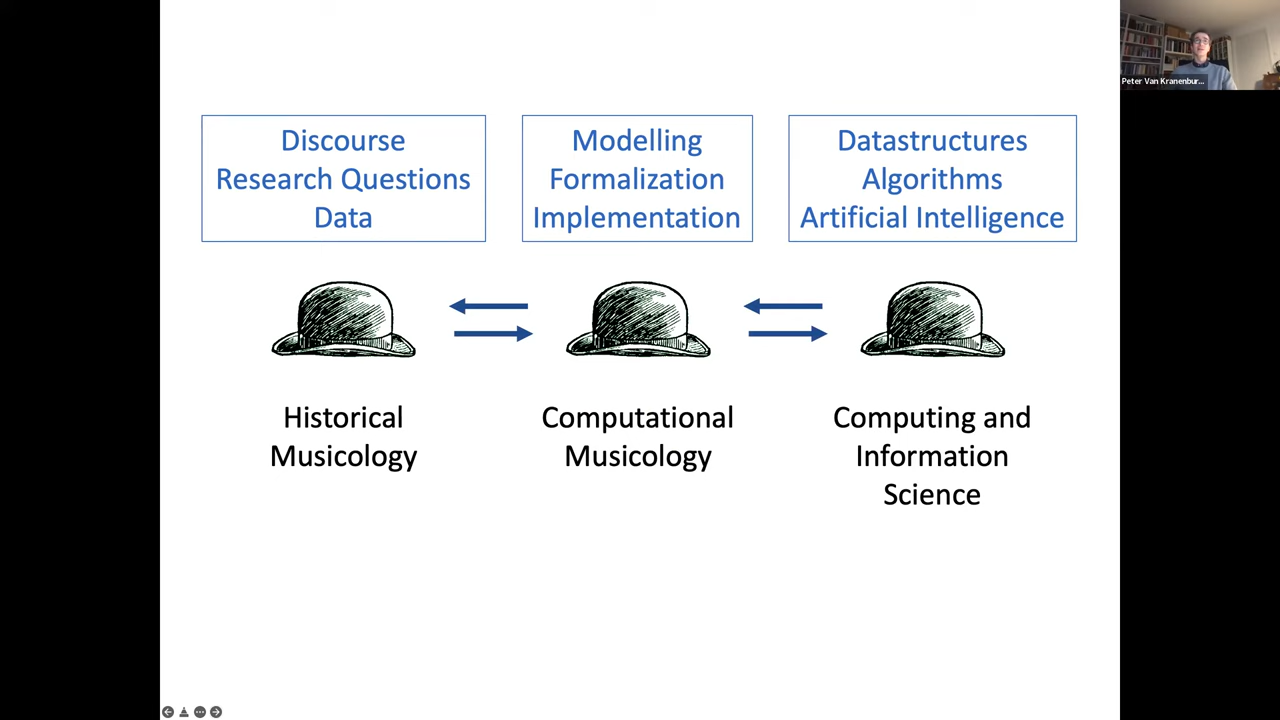 Peter Van Kranenbur...
Discourse
Research Questions
Data
Modelling
Formalization
Implementation
Datastructures
Algorithms
Artificial Intelligence
Historical
Musicology
Computational
Musicology
Computing and
Information
Science